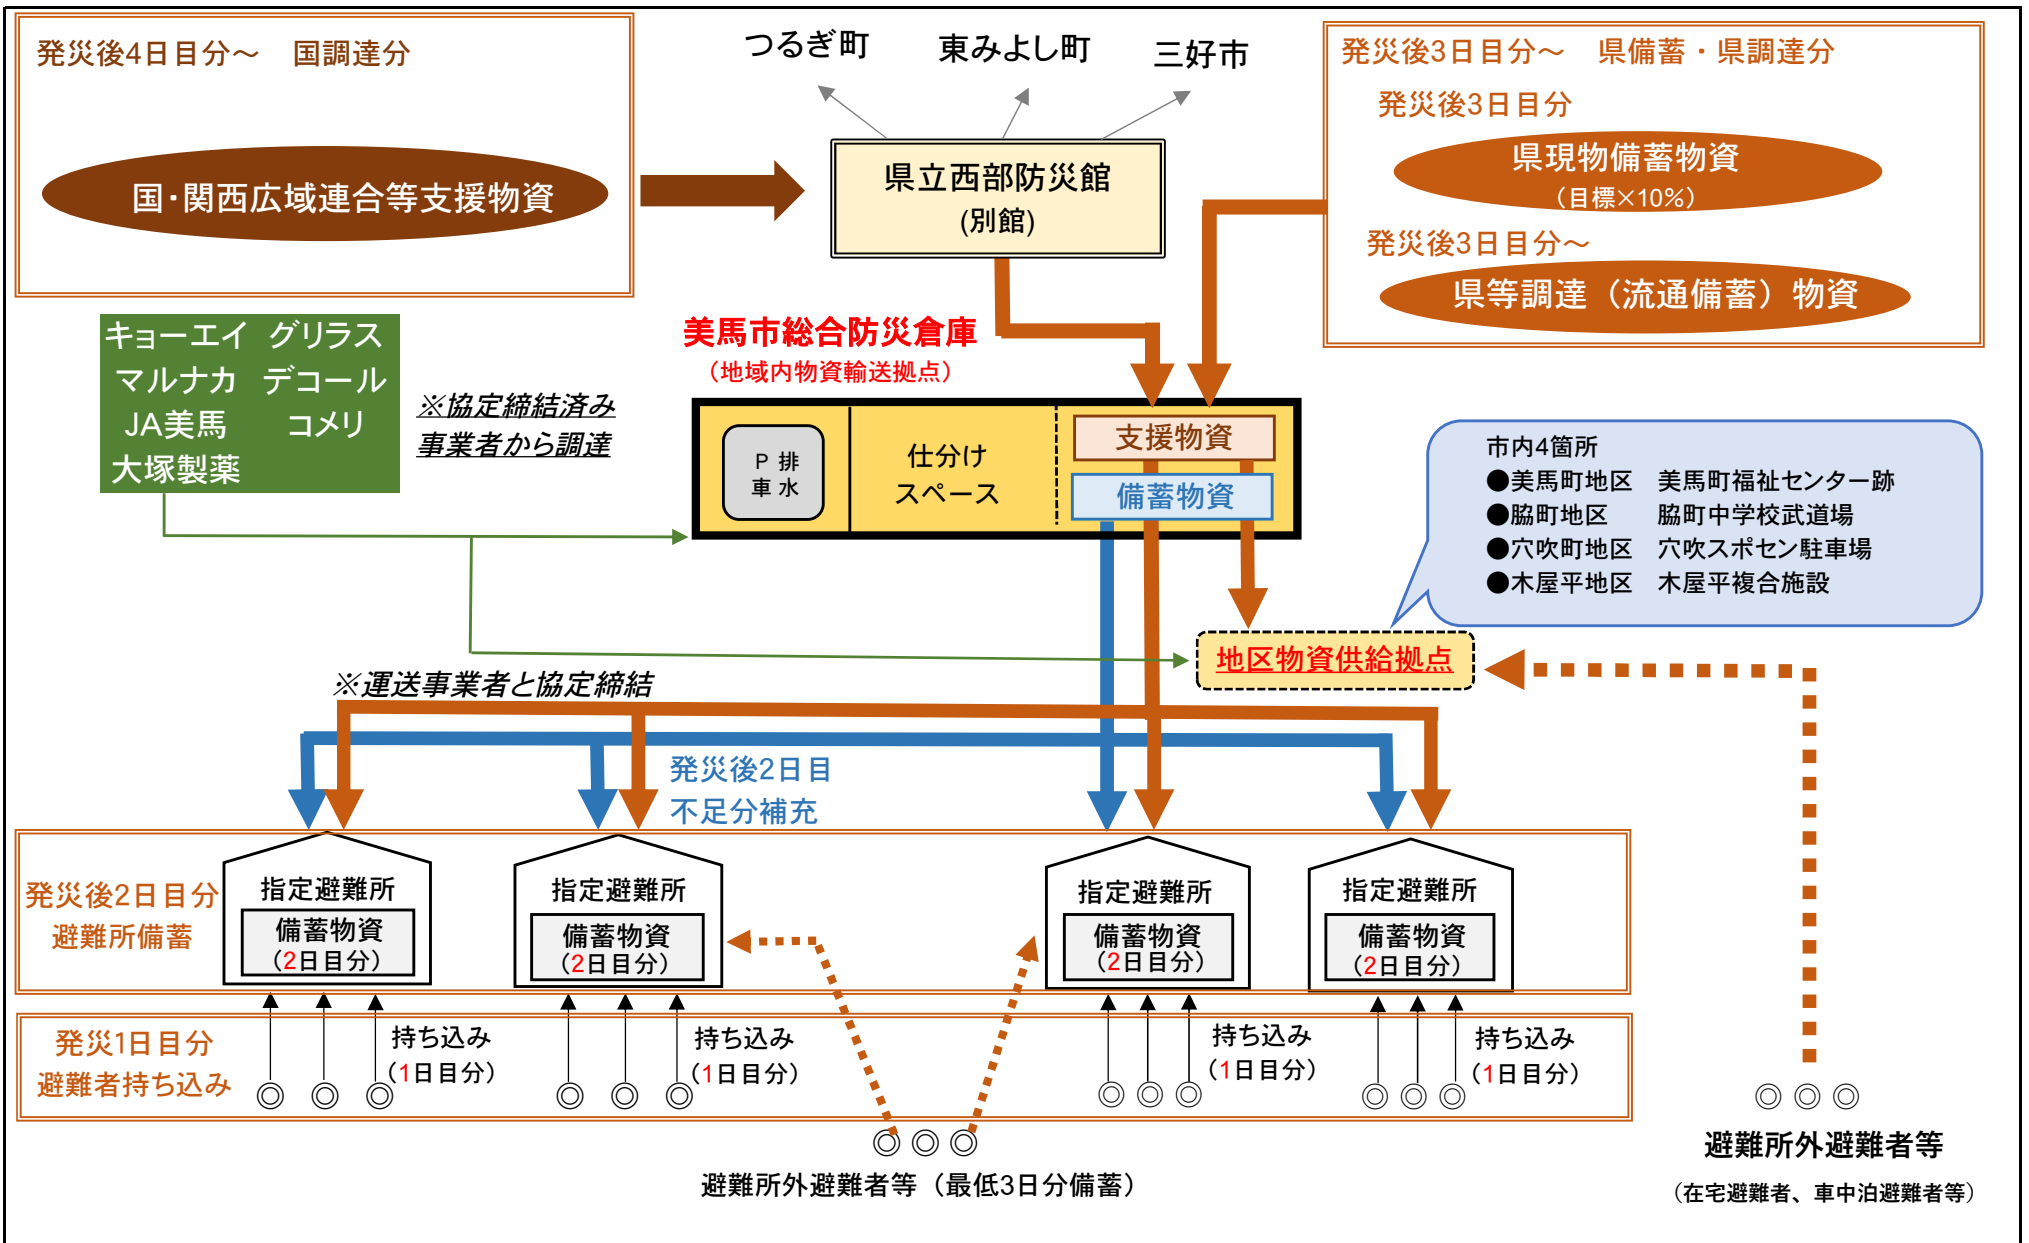 発災後4日目分～　国調達分
国・関西広域連合等支援物資
つるぎ町
東みよし町
三好市
県立西部防災館
(別館)
発災後3日目分～　県備蓄・県調達分
発災後3日目分
県現物備蓄物資
（目標×10％）
発災後3日目分～
県等調達（流通備蓄）物資
キョーエイ　グリラス
マルナカ　デコール
JA美馬　コメリ
大塚製薬
※協定締結済み
事業者から調達
美馬市総合防災倉庫
（地域内物資輸送拠点）
P 排
車 水
仕分け
スペース
支援物資
備蓄物資
市内4箇所
●美馬町地区　美馬町福祉センター跡
●脇町地区　脇町中学校武道場
●穴吹町地区　穴吹スポセン駐車場
●木屋平地区　木屋平複合施設
地区物資供給拠点
※運送事業者と協定締結
発災後2日目
不足分補充
発災後2日目分
避難所備蓄
指定避難所
備蓄物資
（2日目分）
指定避難所
備蓄物資
（2日目分）
指定避難所
備蓄物資
（2日目分）
指定避難所
備蓄物資
（2日目分）
発災1日目分
避難者持ち込み
持ち込み
（1日目分）
持ち込み
（1日目分）
持ち込み
（1日目分）
持ち込み
（1日目分）
避難所外避難者等（最低3日分備蓄）
避難所外避難者等
（在宅避難者、車中泊避難者等）